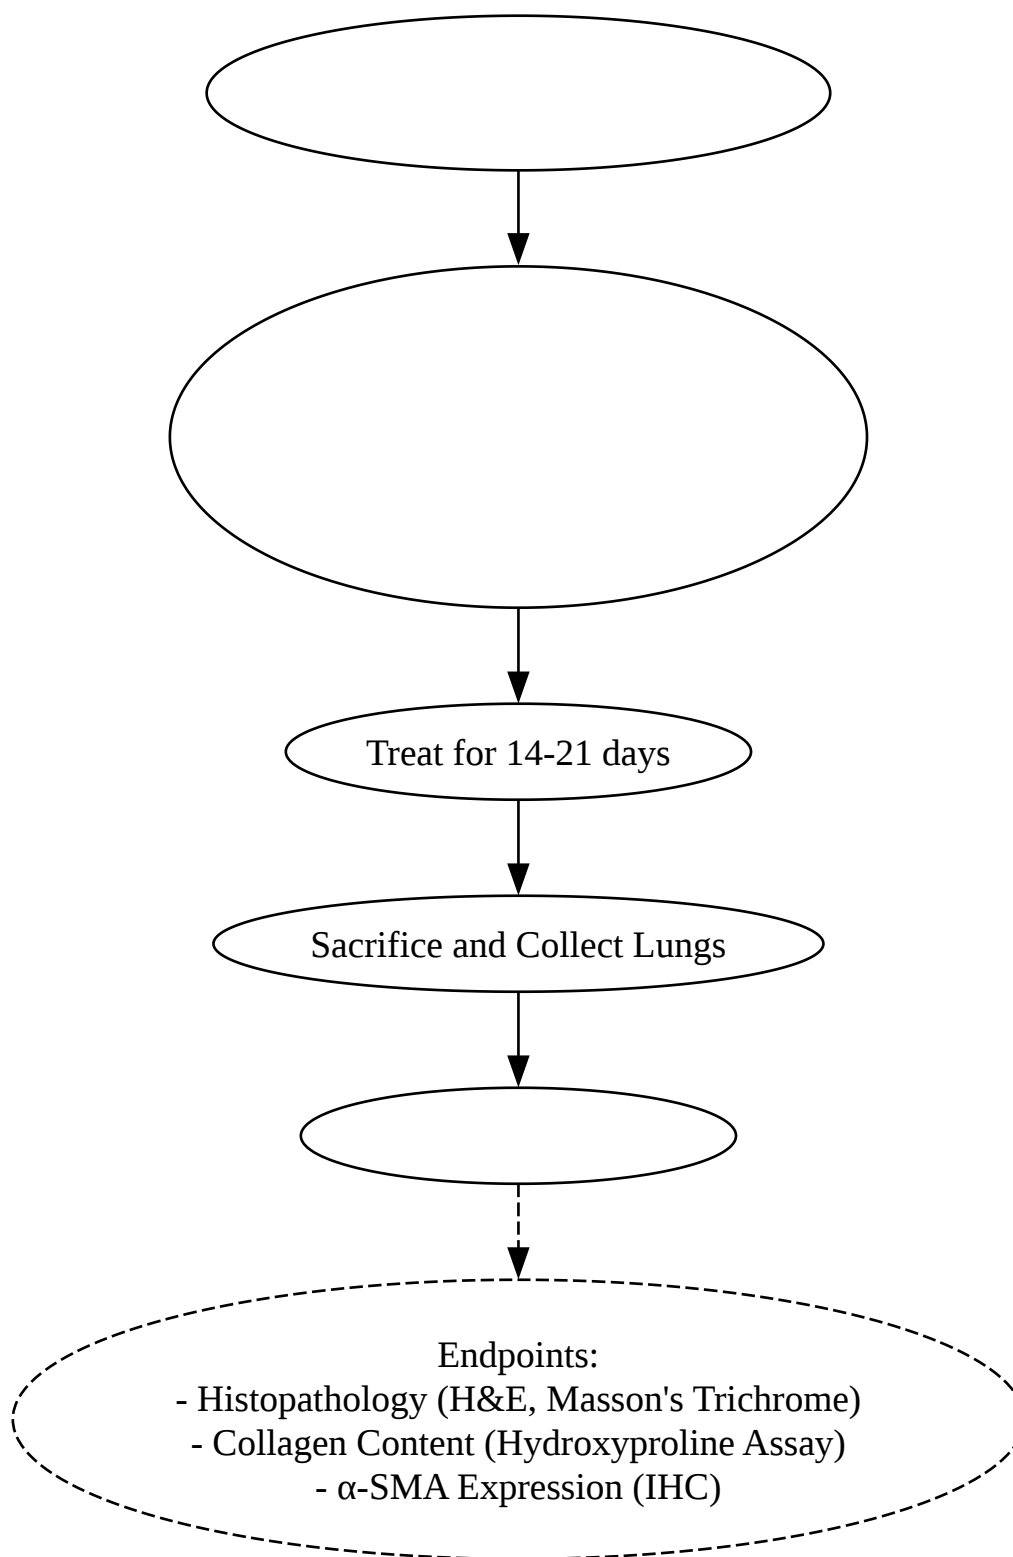 Treat for 14-21 days
Sacrifice and Collect Lungs
Endpoints:
- Histopathology (H&E, Masson's Trichrome)
- Collagen Content (Hydroxyproline Assay)
- α-SMA Expression (IHC)